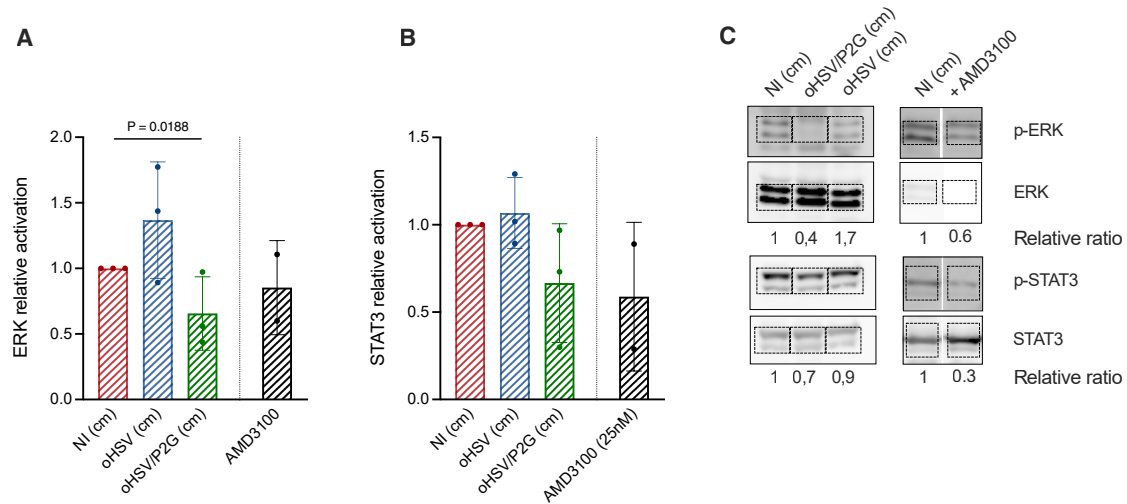 A
P = 0.0188
2.0
1.5
1.0
0.5
0.0
ERK relative activation
NI (cm)
oHSV (cm)
oHSV/P2G (cm)
AMD3100
B
1.5
1.0
0.5
0.0
STAT3 relative activation
NI (cm)
oHSV (cm)
oHSV/P2G (cm)
AMD3100 (25nM)
C
NI (cm)
oHSV/P2G (cm)
oHSV (cm)
NI (cm)
+ AMD3100
p-ERK
ERK
1 0,4 1,7 1 0.6 Relative ratio
p-STAT3
STAT3
1 0,7 0,9 1 0.3 Relative ratio